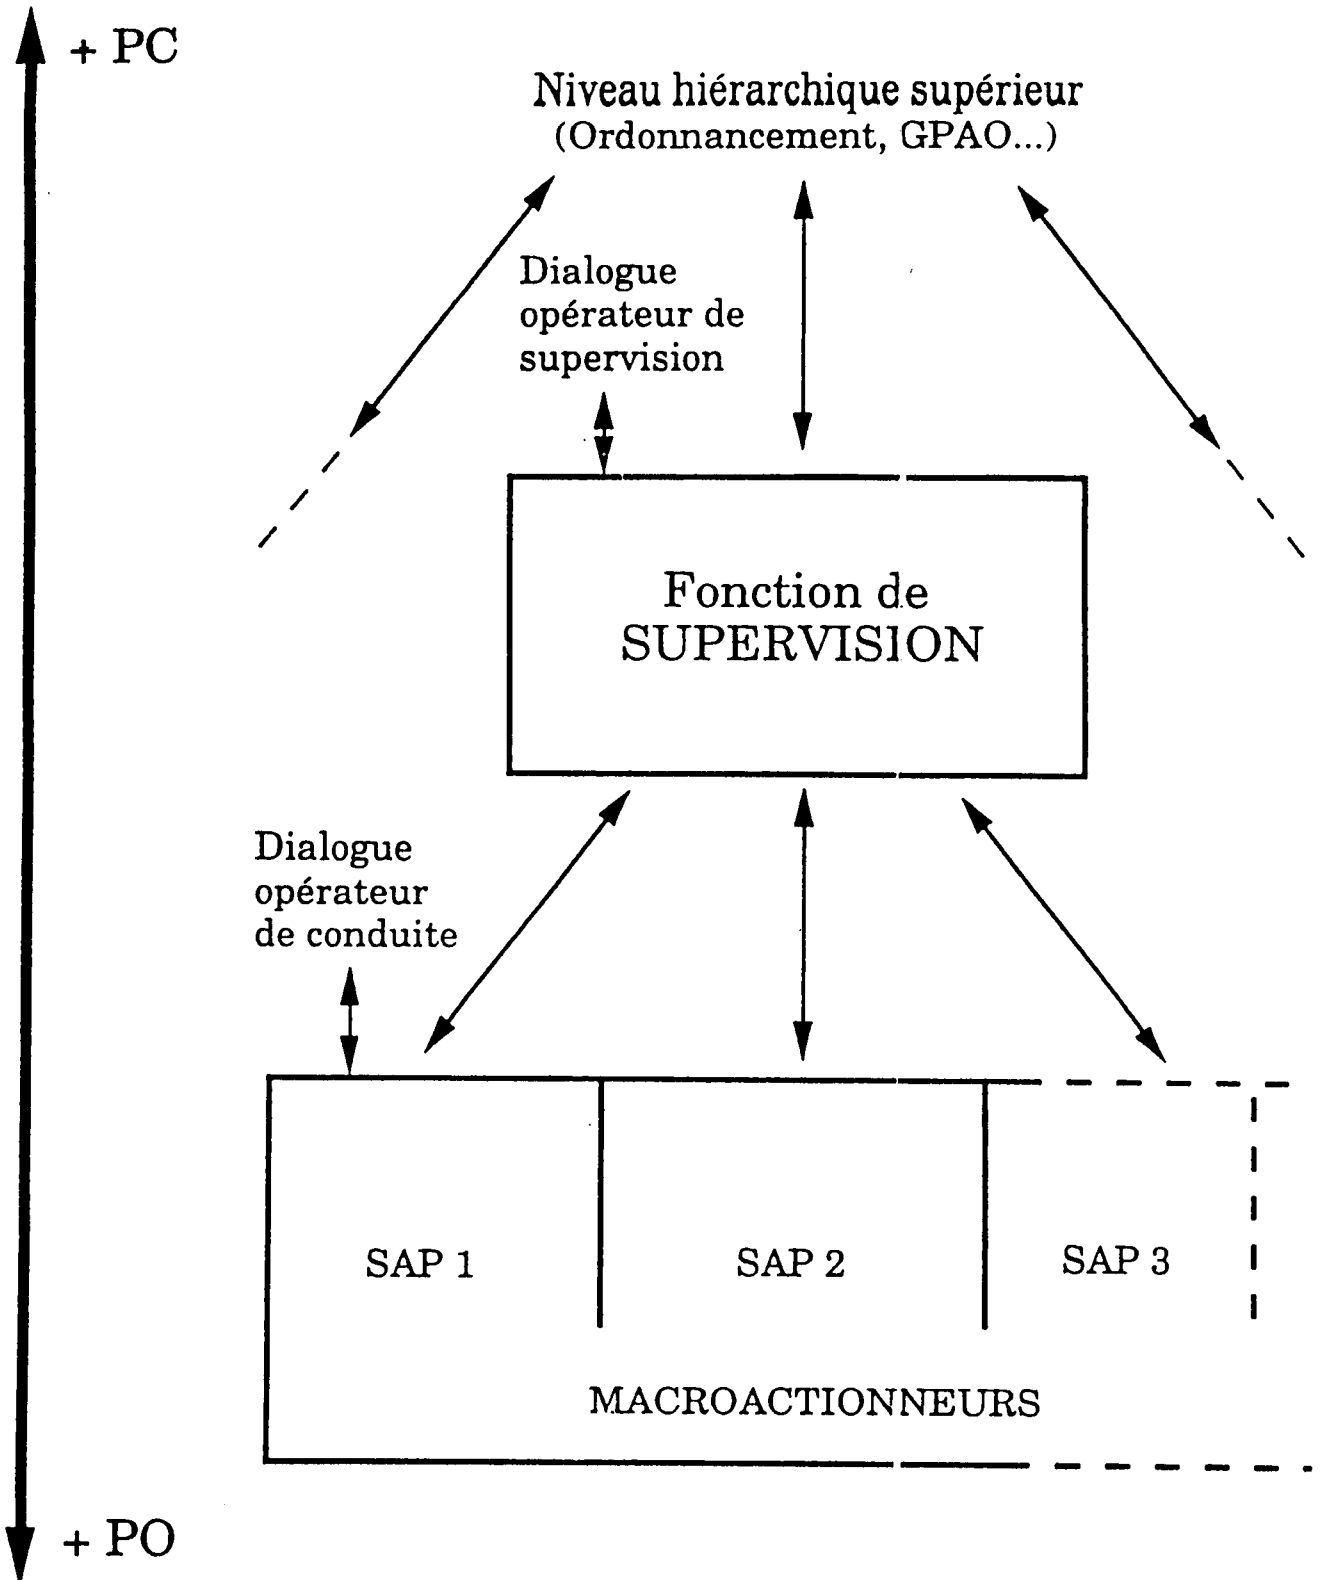 + PC
Niveau hiérarchique supérieur
(Ordonnancement, GPAO...)
Dialogue
opérateur de
supervision
Fonction de
SUPERVISION
Dialogue
opérateur
de conduite
SAP 1
SAP 2
SAP 3
MACROACTIONNEURS
+ PO